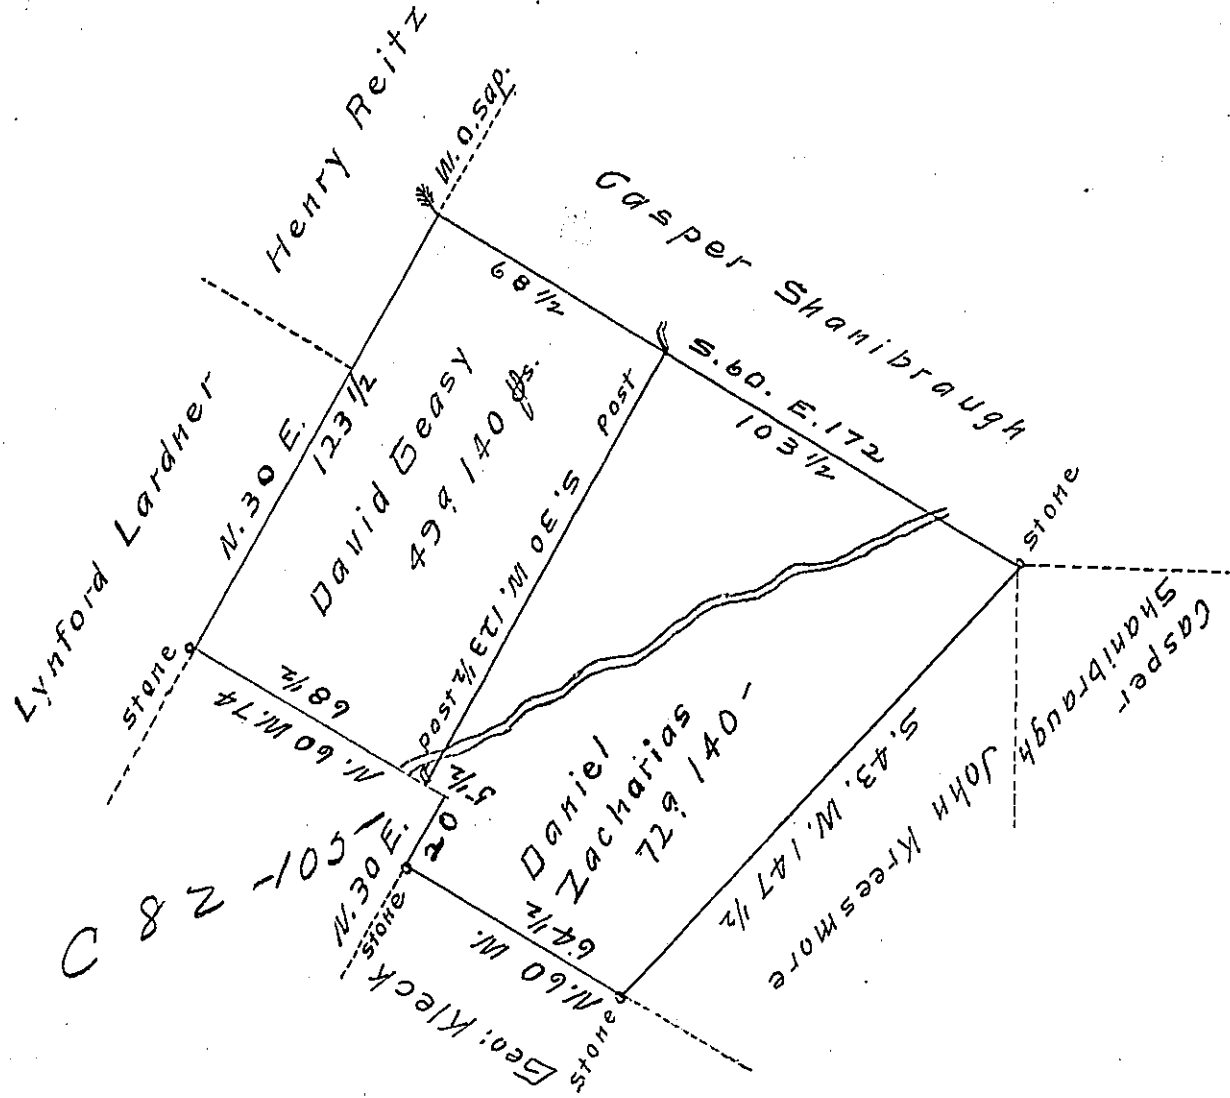 Henry Reitz
W. O. sap.
Casper Shanibraugh
Lynford Lardner
N. 30 E.
123 1/2
68 1/2
David Geasy
49 a 140 ps.
Post
S. 60. E. 172
103 1/2
S. 30 W. 123 1/2
Post
stone
stone
68 1/2
N. 60 W. 74
5 1/2
20
N. 30 E.
stone
Daniel
Zacharias
72 a 140 -
64 1/2
N. 60 W.
S. 43. W. 147 1/2
Casper
Shanibraugh
John Kreesmore
Geo: Kleck
stone
C 82 -